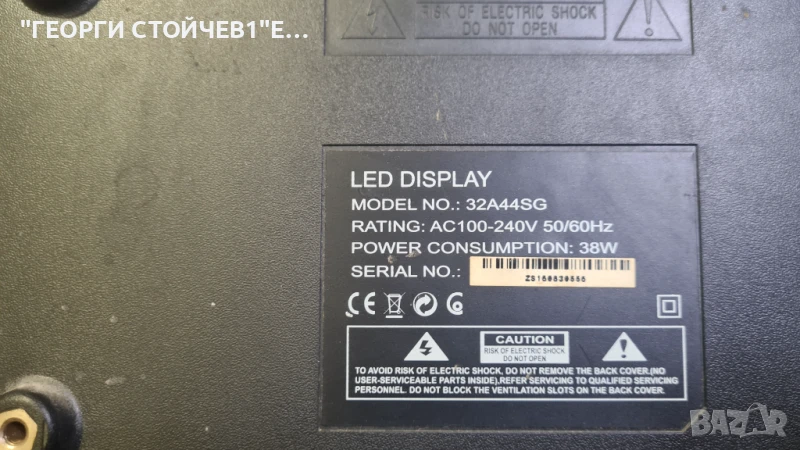 "ГЕОРГИ СТОЙЧЕВ1"Е...
RISK OF ELECTRIC SHOCK
DO NOT OPEN
LED DISPLAY
MODEL NO.: 32A44SG
RATING: AC100-240V 50/60Hz
POWER CONSUMPTION: 38W
SERIAL NO.:
ZS160830556
CE
CAUTION
RISK OF ELECTRIC SHOCK
DO NOT OPEN
TO AVOID RISK OF ELECTRIC SHOCK, DO NOT REMOVE THE BACK COVER.(NO
USER-SERVICEABLE PARTS INSIDE),REFER SERVICING TO QUALIFIED SERVICING
PERSONNEL. DO NOT BLOCK THE VENTILATION SLOTS ON THE BACK COVER.
BAZAR